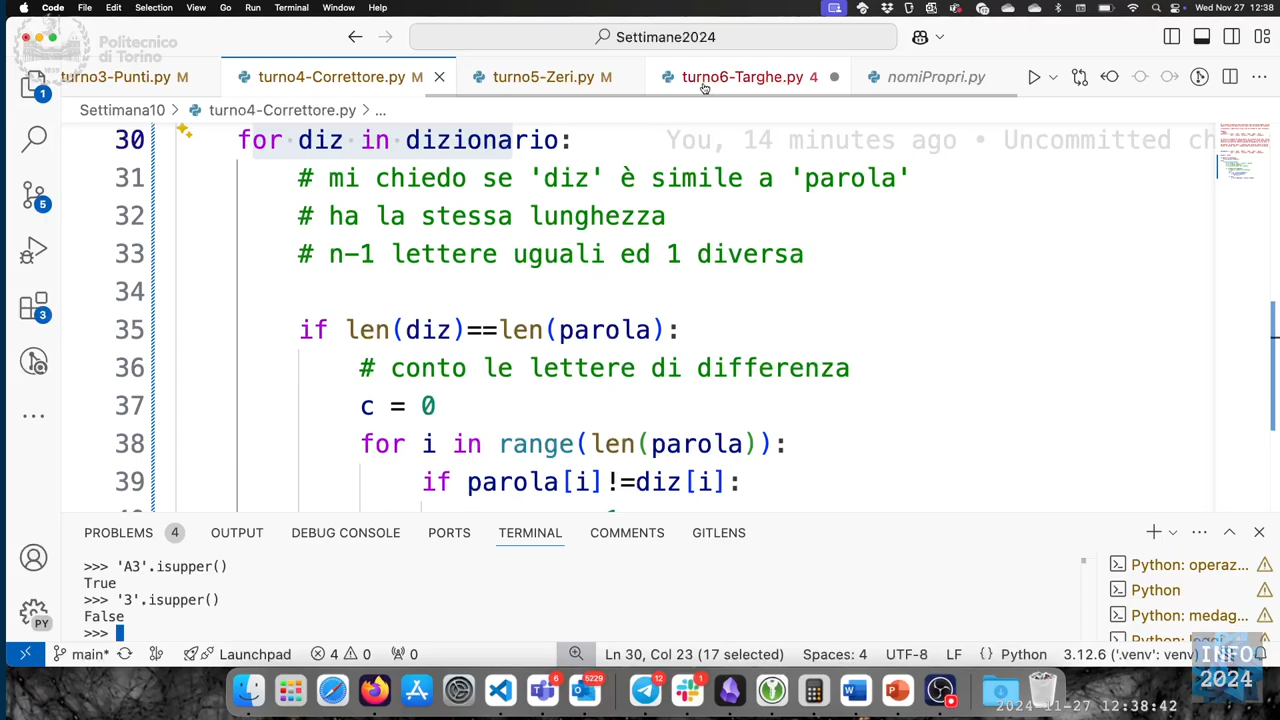 Code File Edit Selection View Go Run Terminal Window Help Wed Nov 27 12:38
Politecnico di Torino
Settimane2024
turno3-Punti.py M turno4-Correttore.py M turno5-Zeri.py M turno6-Targhe.py 4 nomiPropri.py
Settimana10 > turno4-Correttore.py > ...
30 for diz in dizionario: You, 14 minutes ago Uncommitted ch
31 # mi chiedo se 'diz' è simile a 'parola'
32 # ha la stessa lunghezza
33 # n-1 lettere uguali ed 1 diversa
34
35 if len(diz)==len(parola):
36 # conto le lettere di differenza
37 c = 0
38 for i in range(len(parola)):
39 if parola[i]!=diz[i]:
PROBLEMS 4 OUTPUT DEBUG CONSOLE PORTS TERMINAL COMMENTS GITLENS
>>> 'A3'.isupper()
True
>>> '3'.isupper()
False
>>>
Python: operaz...
Python
Python: medag...
main* Launchpad 4 0 0 Ln 30, Col 23 (17 selected) Spaces: 4 UTF-8 LF {} Python 3.12.6 ('.venv': venv)
INFO
2024
2024-11-27 12:38:42